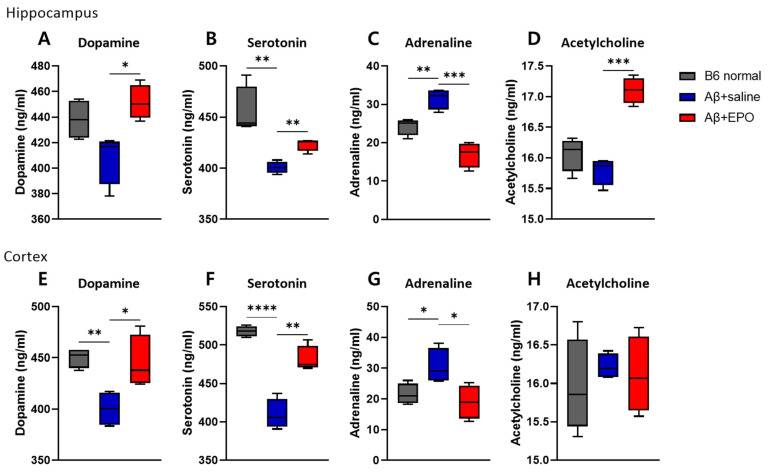 Hippocampus
A Dopamine
B Serotonin
C Adrenaline
D Acetylcholine
Dopamine (ng/ml)
480
460
440
420
400
380
360
*
Serotonin (ng/ml)
500
450
400
350
**
**
Adrenaline (ng/ml)
40
30
20
10
0
**
***
Acetylcholine (ng/ml)
17.5
17.0
16.5
16.0
15.5
15.0
***
B6 normal
Aβ+saline
Aβ+EPO
Cortex
E Dopamine
F Serotonin
G Adrenaline
H Acetylcholine
Dopamine (ng/ml)
500
450
400
350
**
*
Serotonin (ng/ml)
550
500
450
400
350
****
**
Adrenaline (ng/ml)
50
40
30
20
10
0
*
*
Acetylcholine (ng/ml)
17.0
16.5
16.0
15.5
15.0